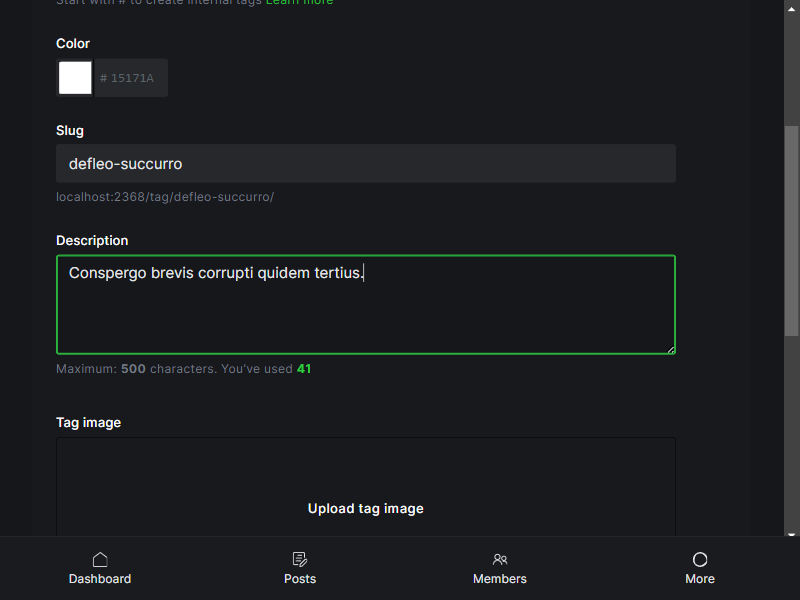 Start with # to create internal tags Learn more
Color
# 15171A
Slug
defleo-succurro
localhost:2368/tag/defleo-succurro/
Description
Conspergo brevis corrupti quidem tertius.
Maximum: 500 characters. You've used 41
Tag image
Upload tag image
Dashboard
Posts
Members
More